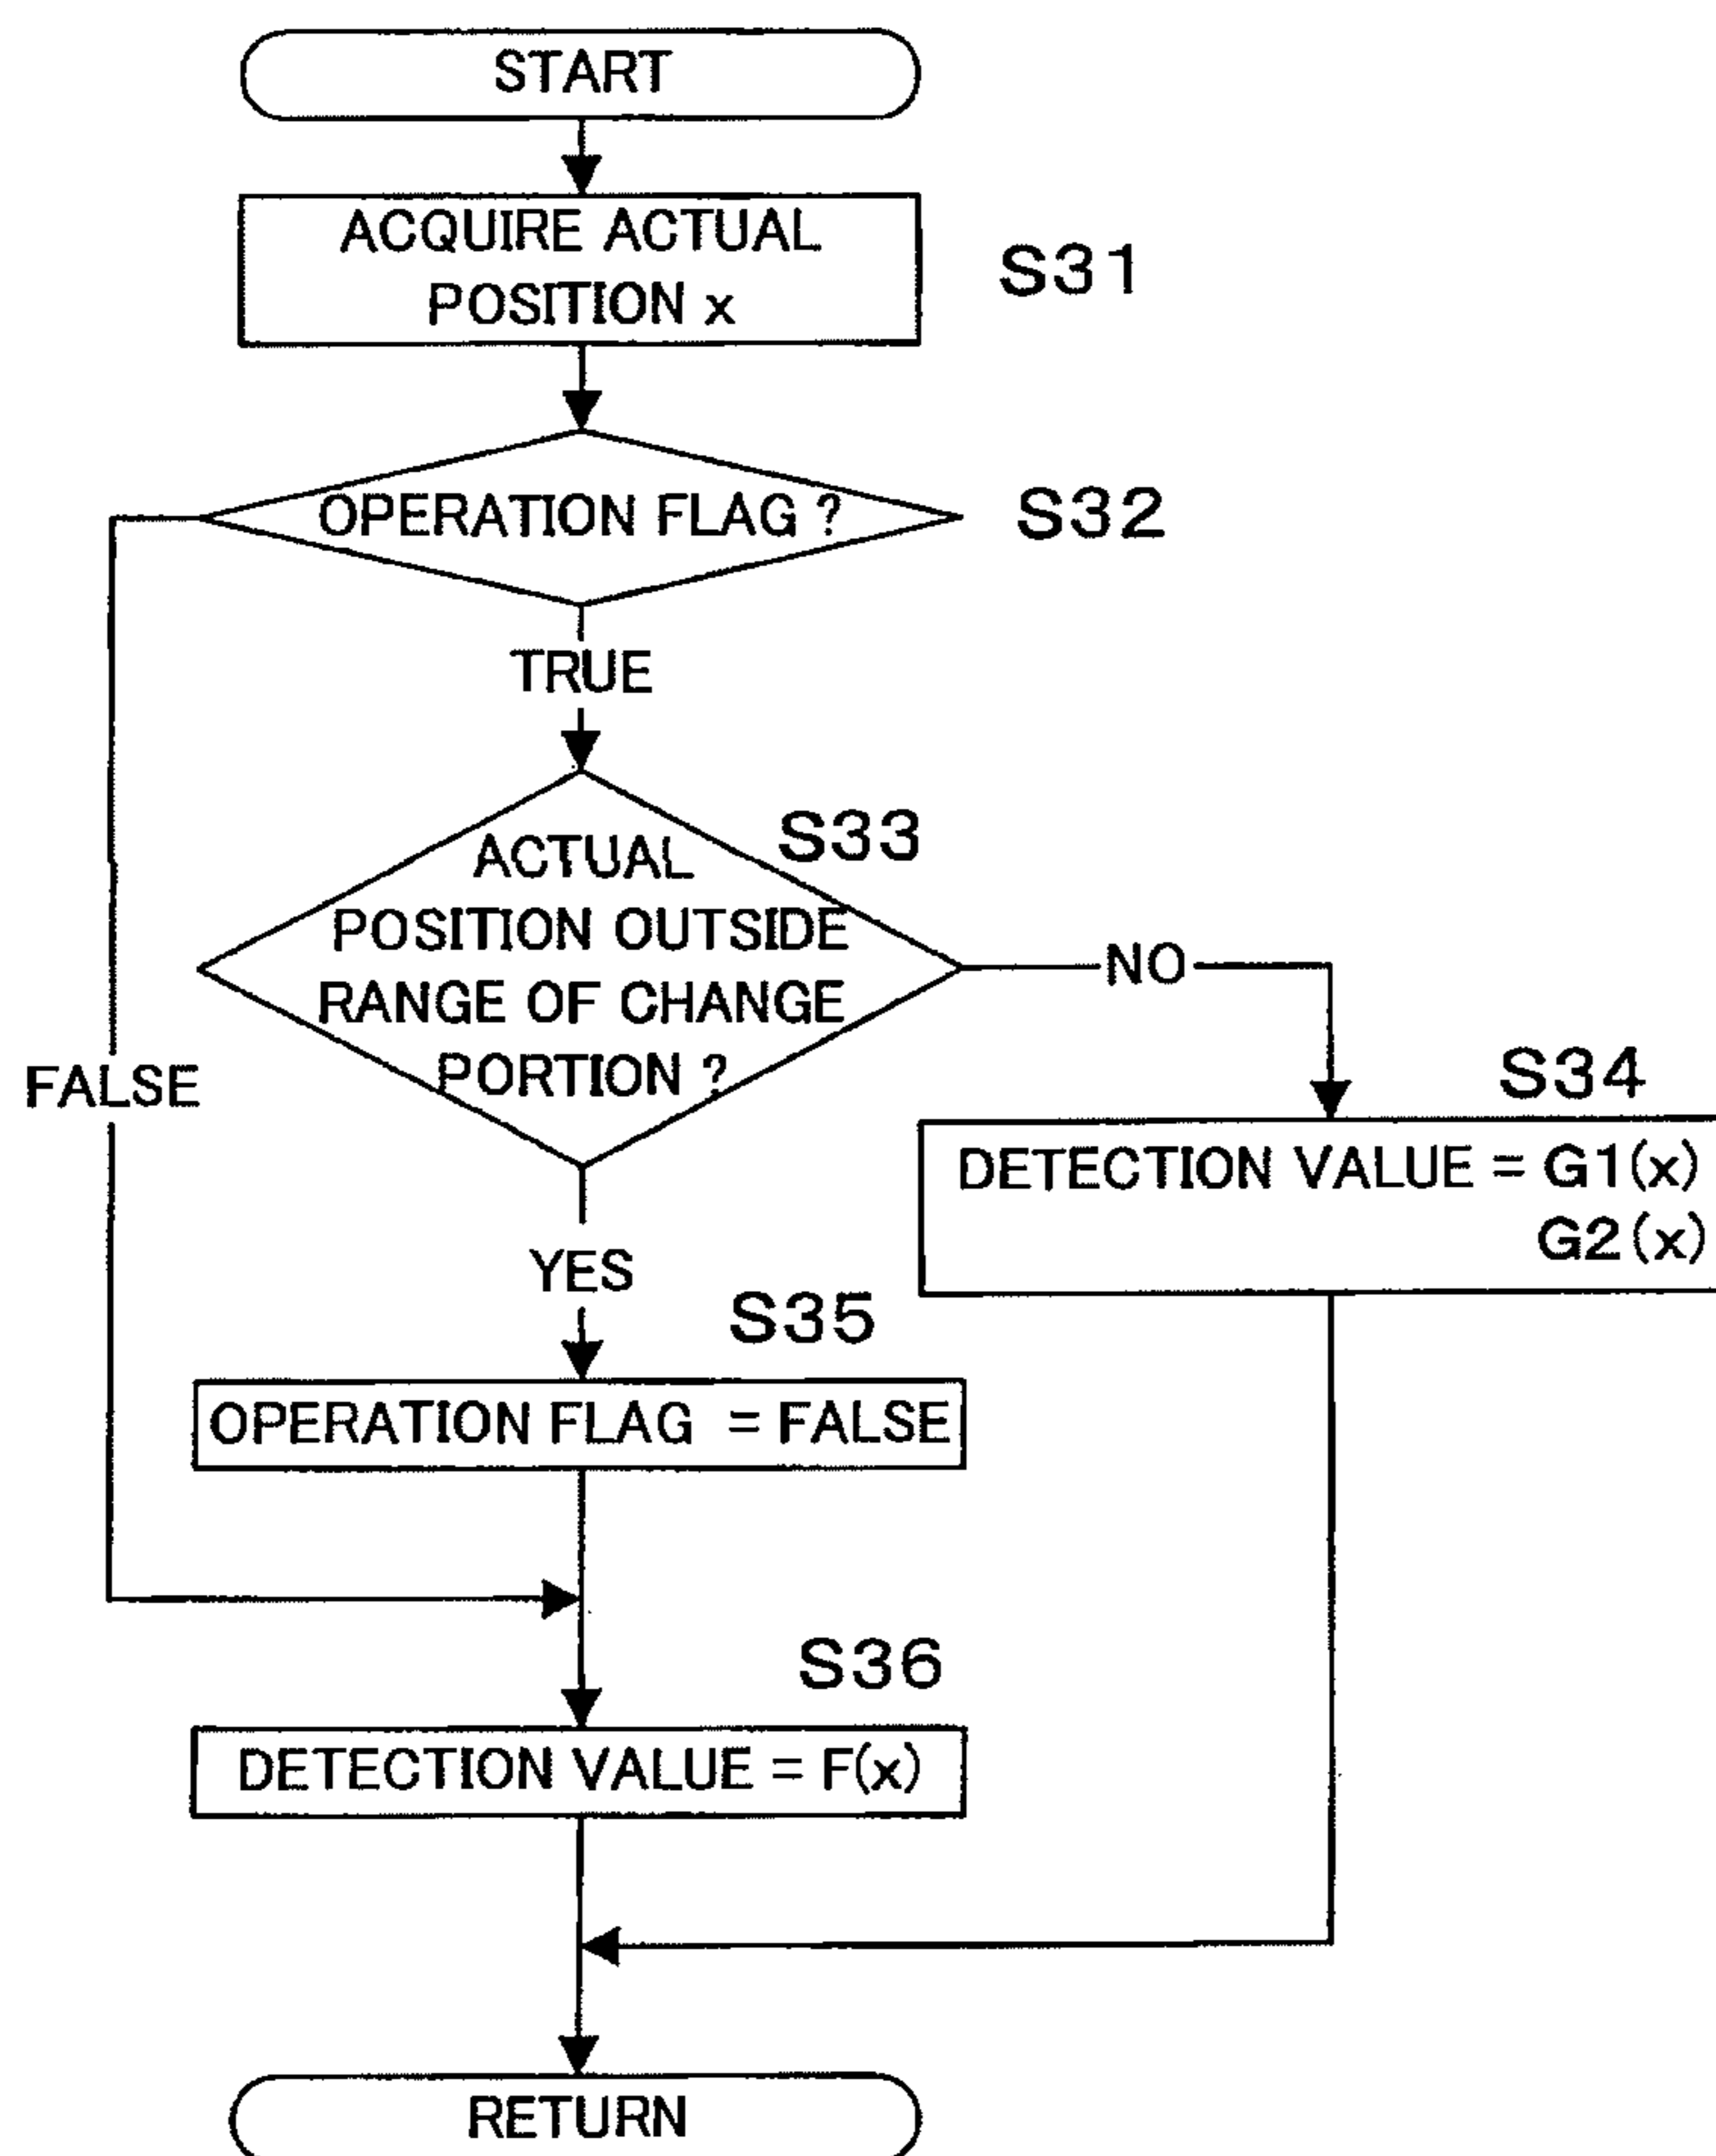 START
ACQUIRE ACTUAL
POSITION x
S31
OPERATION FLAG ?
S32
TRUE
S33
ACTUAL
POSITION OUTSIDE
RANGE OF CHANGE
PORTION ?
NO
FALSE
S34
DETECTION VALUE = G1(x)
G2(x)
YES
S35
OPERATION FLAG = FALSE
S36
DETECTION VALUE = F(x)
RETURN